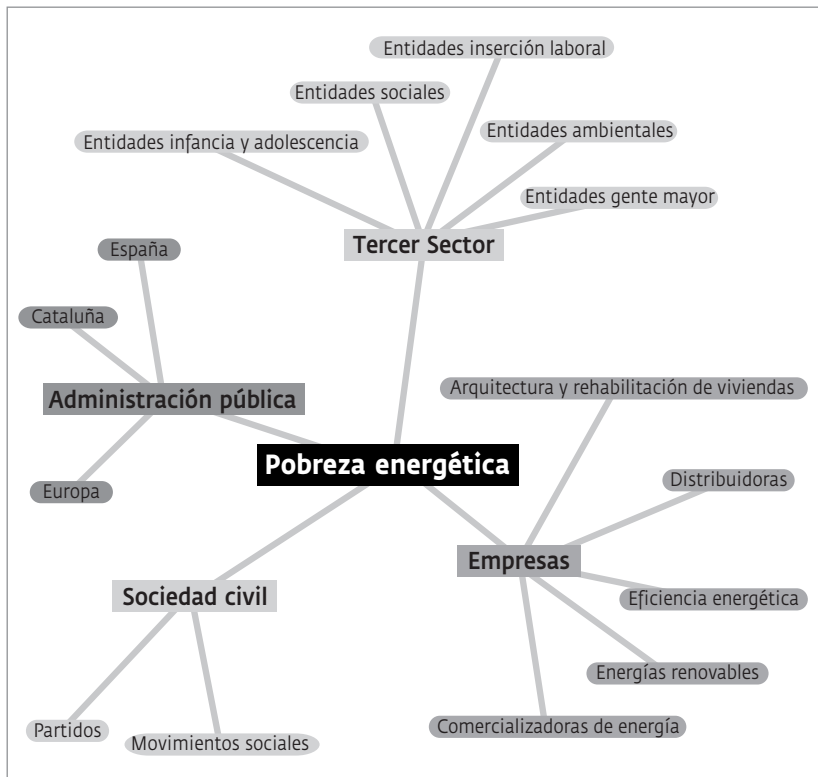 Entidades inserción laboral
Entidades sociales
Entidades ambientales
Entidades infancia y adolescencia
Entidades gente mayor
Tercer Sector
España
Cataluña
Administración pública
Europa
Pobreza energética
Arquitectura y rehabilitación de viviendas
Distribuidoras
Empresas
Eficiencia energética
Energías renovables
Comercializadoras de energía
Sociedad civil
Partidos
Movimientos sociales